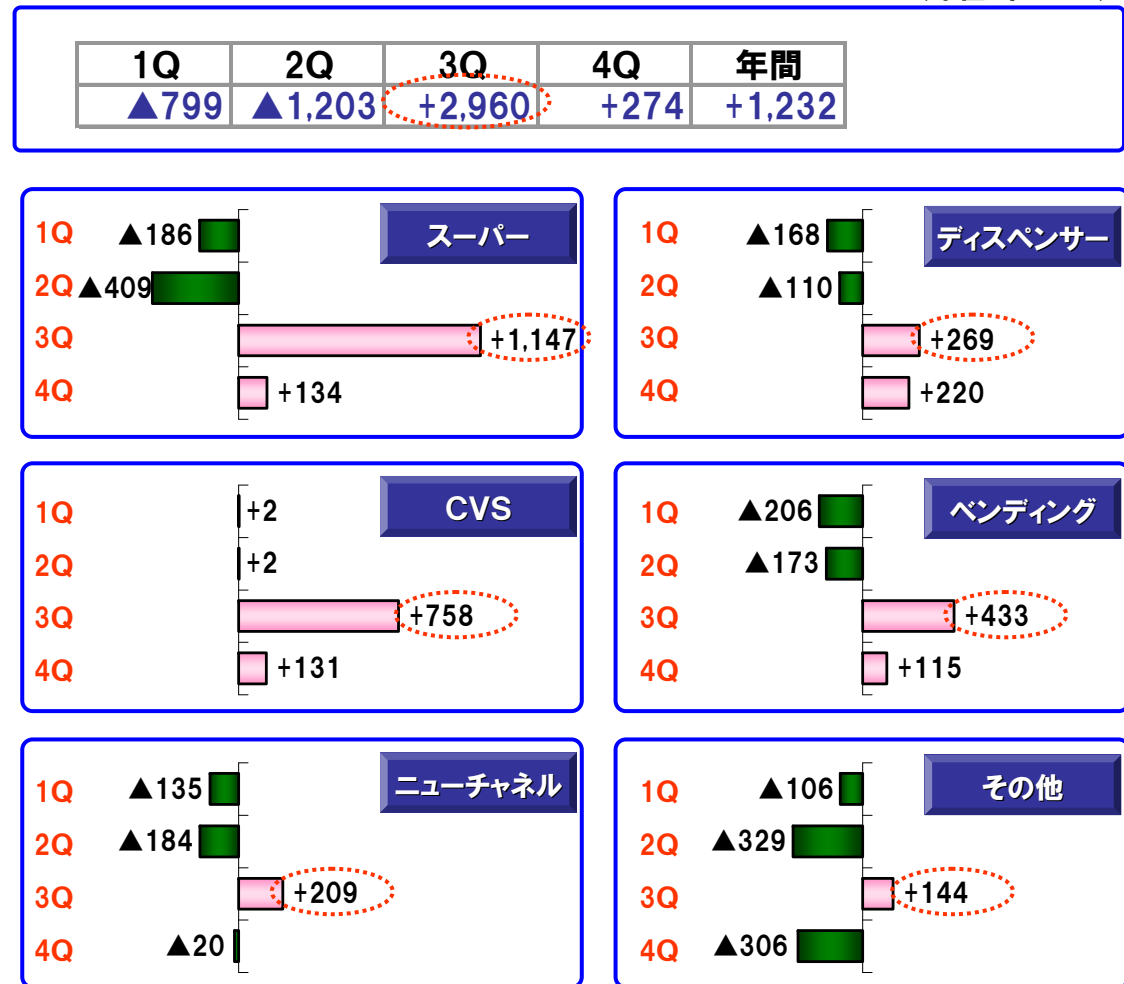 1Q 2Q 3Q 4Q 年間
▲799 ▲1,203 +2,960 +274 +1,232
スーパー
1Q ▲186
2Q ▲409
3Q +1,147
4Q +134
ディスペンサー
1Q ▲168
2Q ▲110
3Q +269
4Q +220
CVS
1Q +2
2Q +2
3Q +758
4Q +131
ベンディング
1Q ▲206
2Q ▲173
3Q +433
4Q +115
ニューチャネル
1Q ▲135
2Q ▲184
3Q +209
4Q ▲20
その他
1Q ▲106
2Q ▲329
3Q +144
4Q ▲306